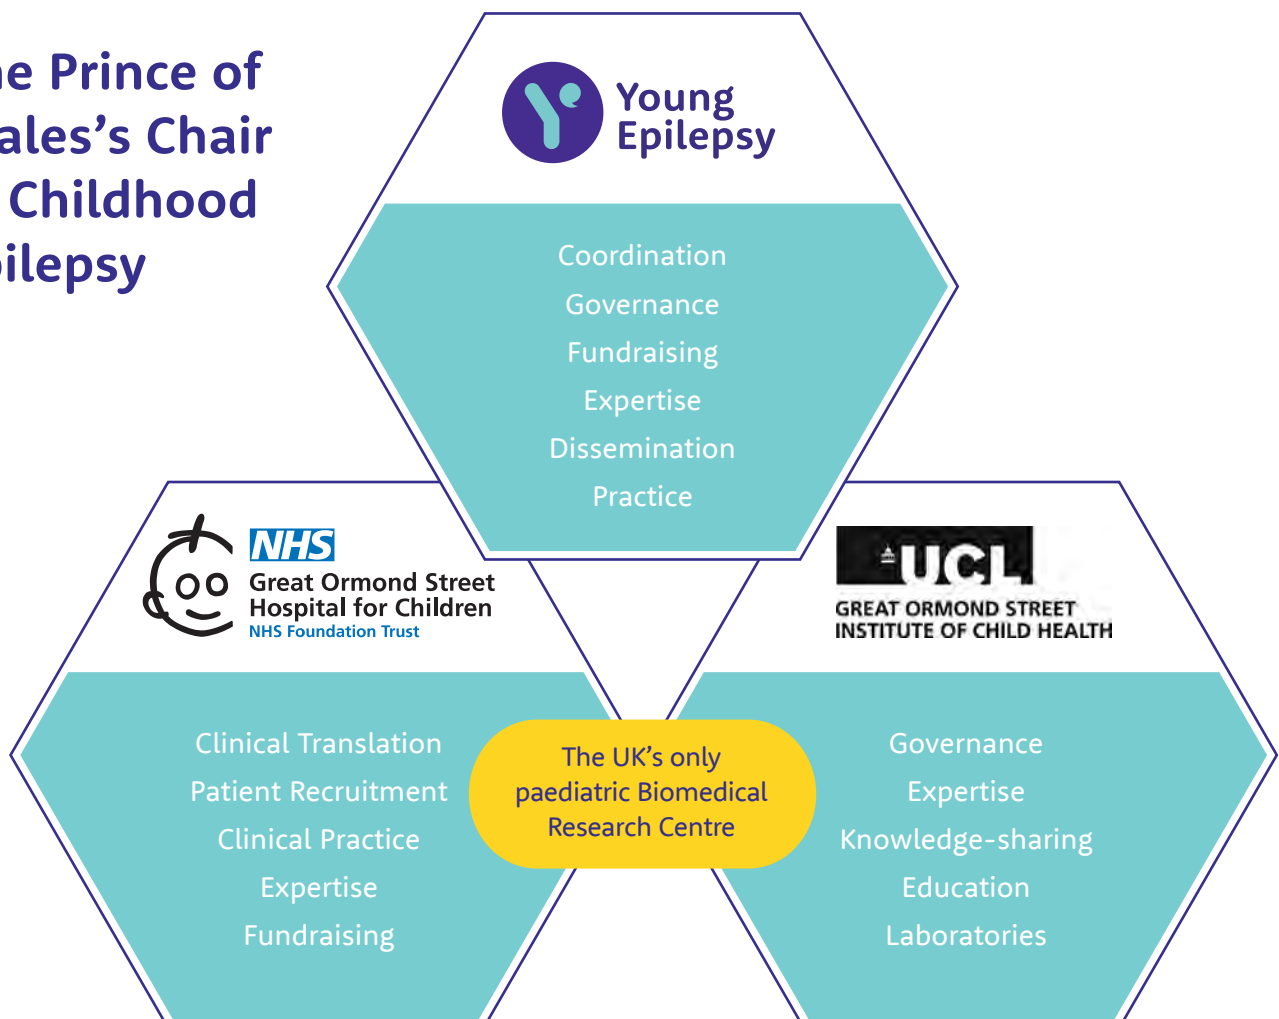 ne Prince of
ales's Chair
Childhood
pilepsy
Young
Epilepsy
Coordination
Governance
Fundraising
Expertise
Dissemination
Practice
NHS
Great Ormond Street
Hospital for Children
NHS Foundation Trust
Clinical Translation
Patient Recruitment
Clinical Practice
Expertise
Fundraising
The UK’s only
paediatric Biomedical
Research Centre
UCL
GREAT ORMOND STREET
INSTITUTE OF CHILD HEALTH
Governance
Expertise
Knowledge-sharing
Education
Laboratories